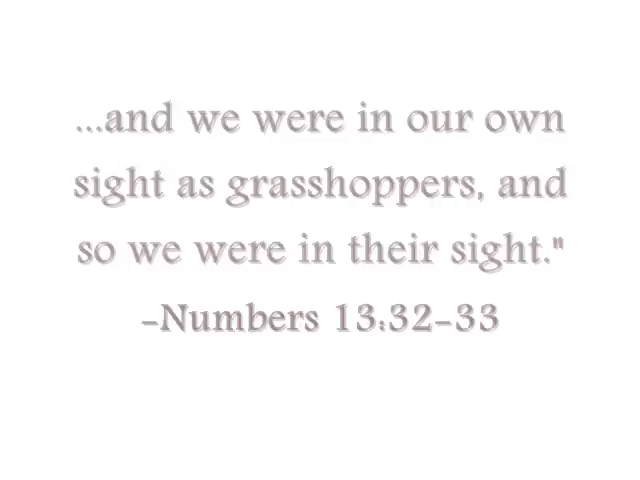 ...and we were in our own
sight as grasshoppers, and
so we were in their sight."
-Numbers 13:32-33